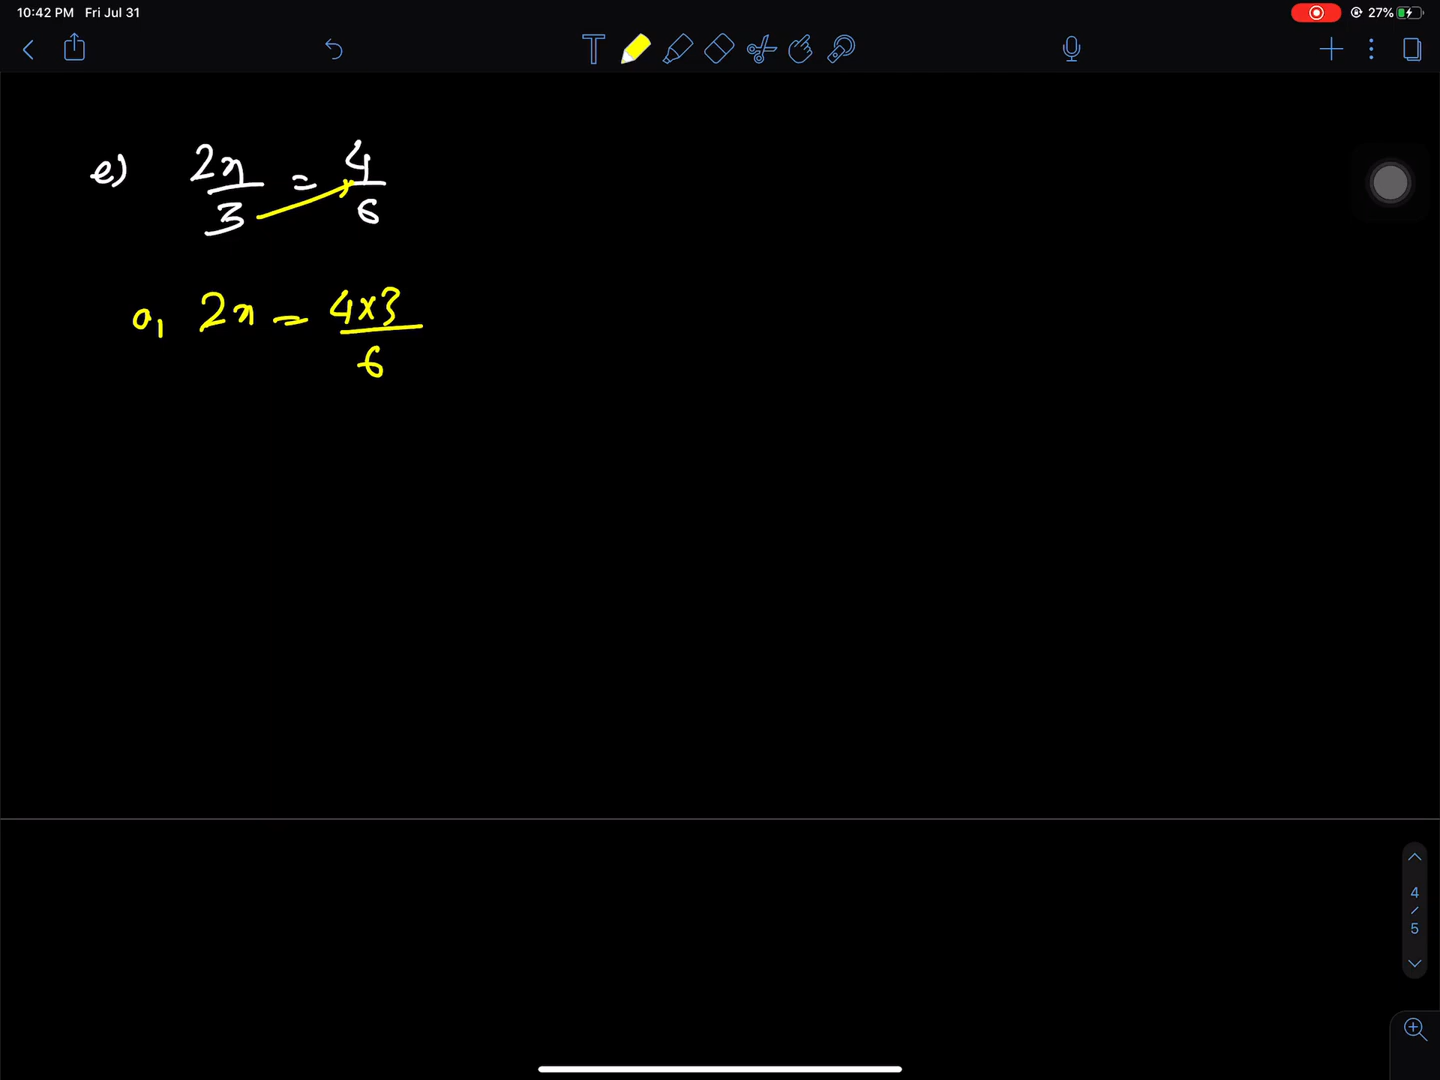 10:42 PM Fri Jul 31
27%
T
e) 2x/3 = 4/6
or, 2x = 4×3/6
4
/
5